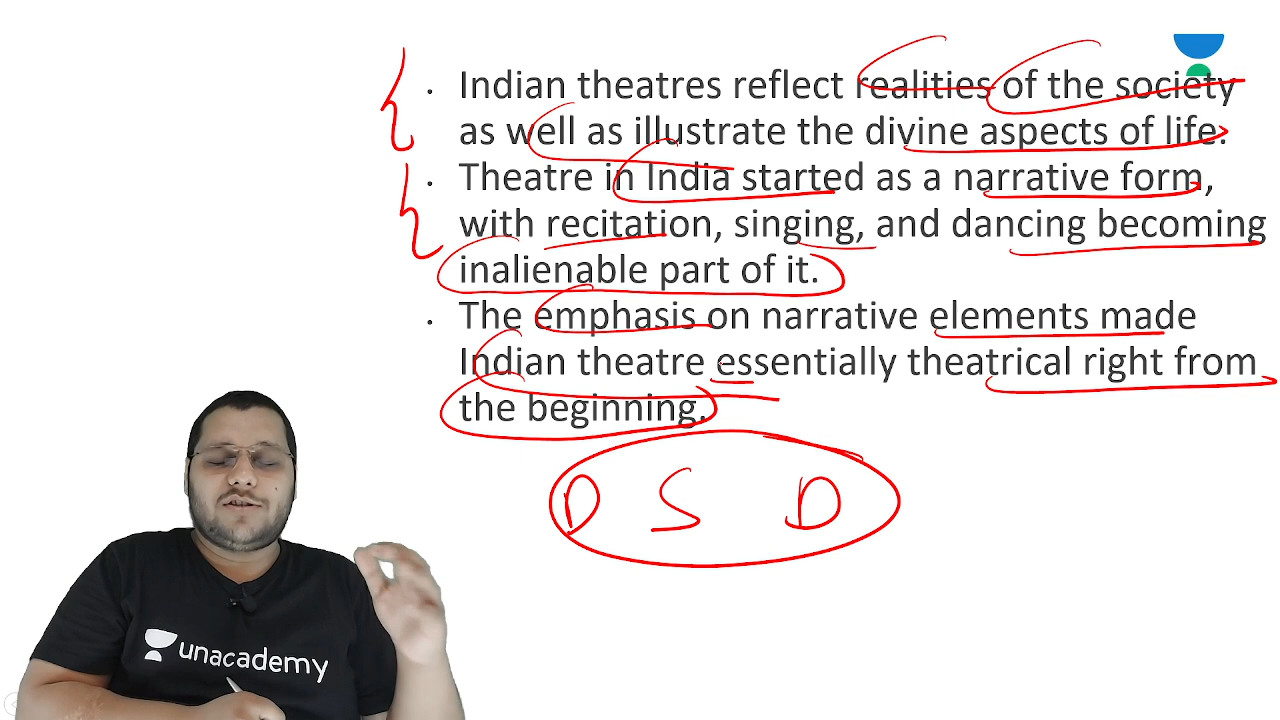 Indian theatres reflect realities of the society
as well as illustrate the divine aspects of life.
Theatre in India started as a narrative form,
with recitation, singing, and dancing becoming
inalienable part of it.
The emphasis on narrative elements made
Indian theatre essentially theatrical right from
the beginning.
D S D
unacademy